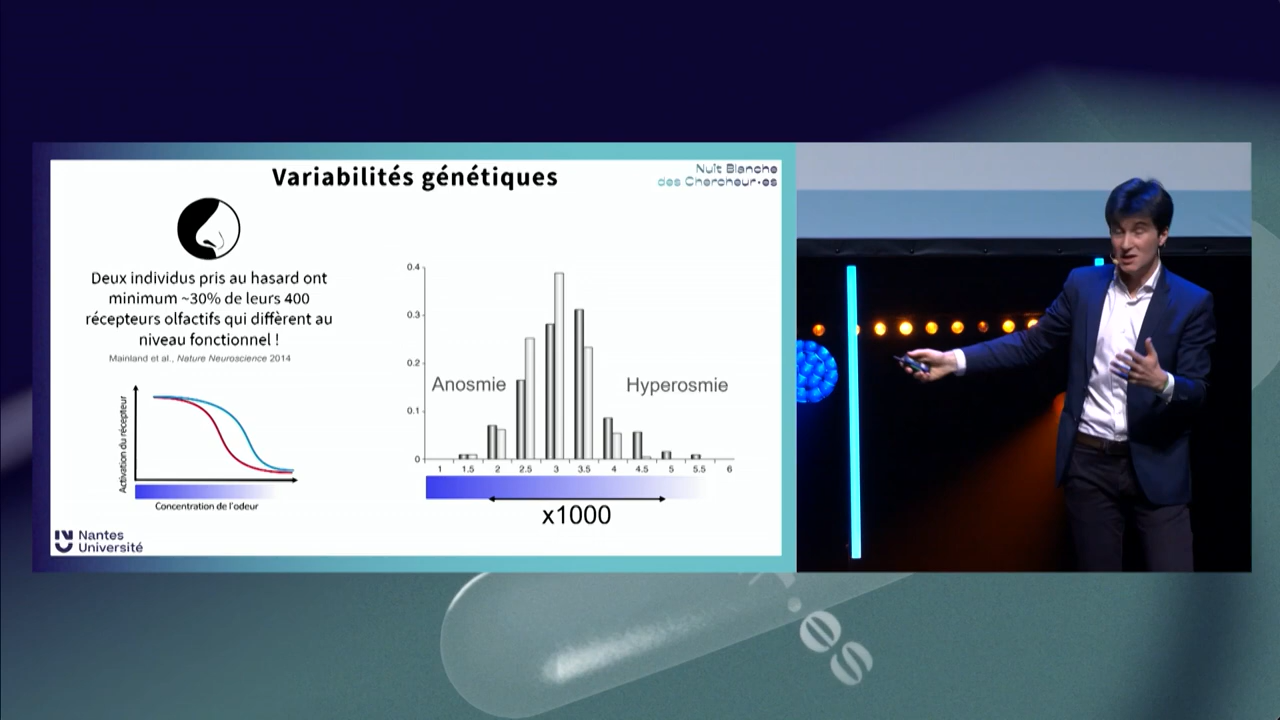 Variabilités génétiques
Nuit Blanche
des Chercheur·es
Deux individus pris au hasard ont
minimum ~30% de leurs 400
récepteurs olfactifs qui diffèrent au
niveau fonctionnel !
Mainland et al., Nature Neuroscience 2014
Activation du récepteur
Concentration de l'odeur
0.4
0.3
0.2
0.1
0
Anosmie
Hyperosmie
1 1.5 2 2.5 3 3.5 4 4.5 5 5.5 6
x1000
Nantes
Université
es